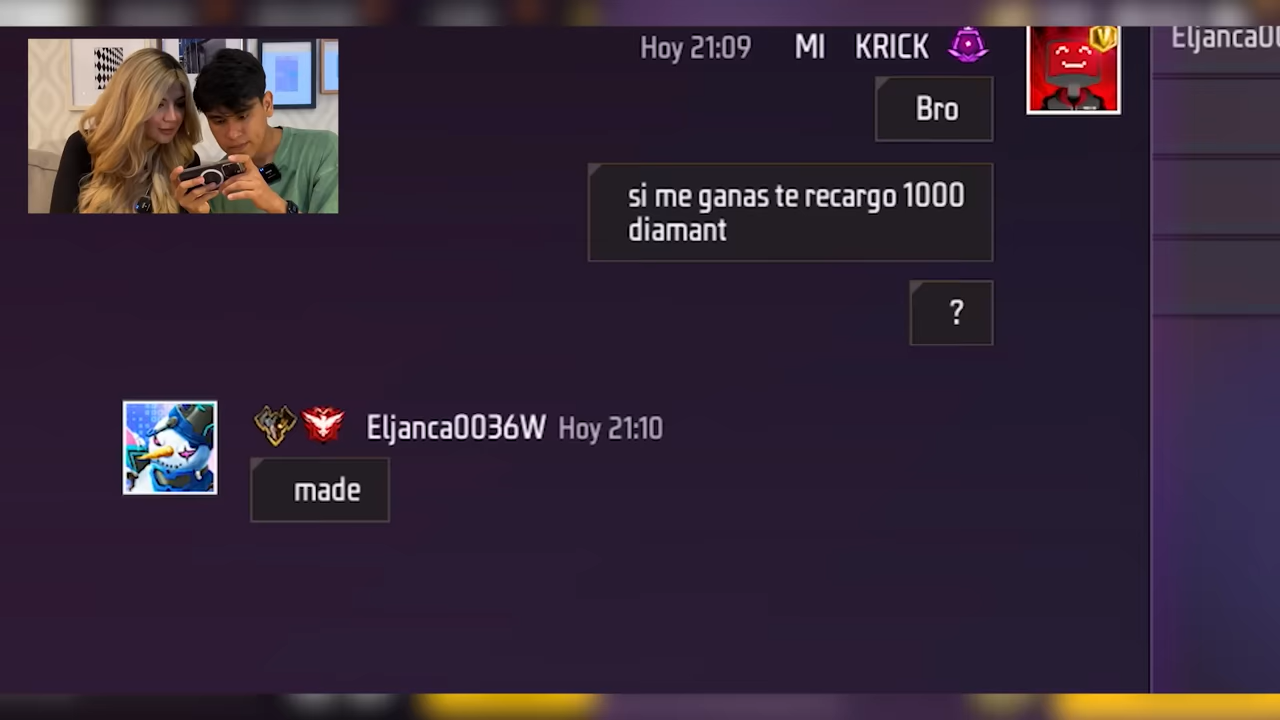 Hoy 21:09 MI KRICK
Bro
si me ganas te recargo 1000
diamant
?
Eljanca0036W Hoy 21:10
made